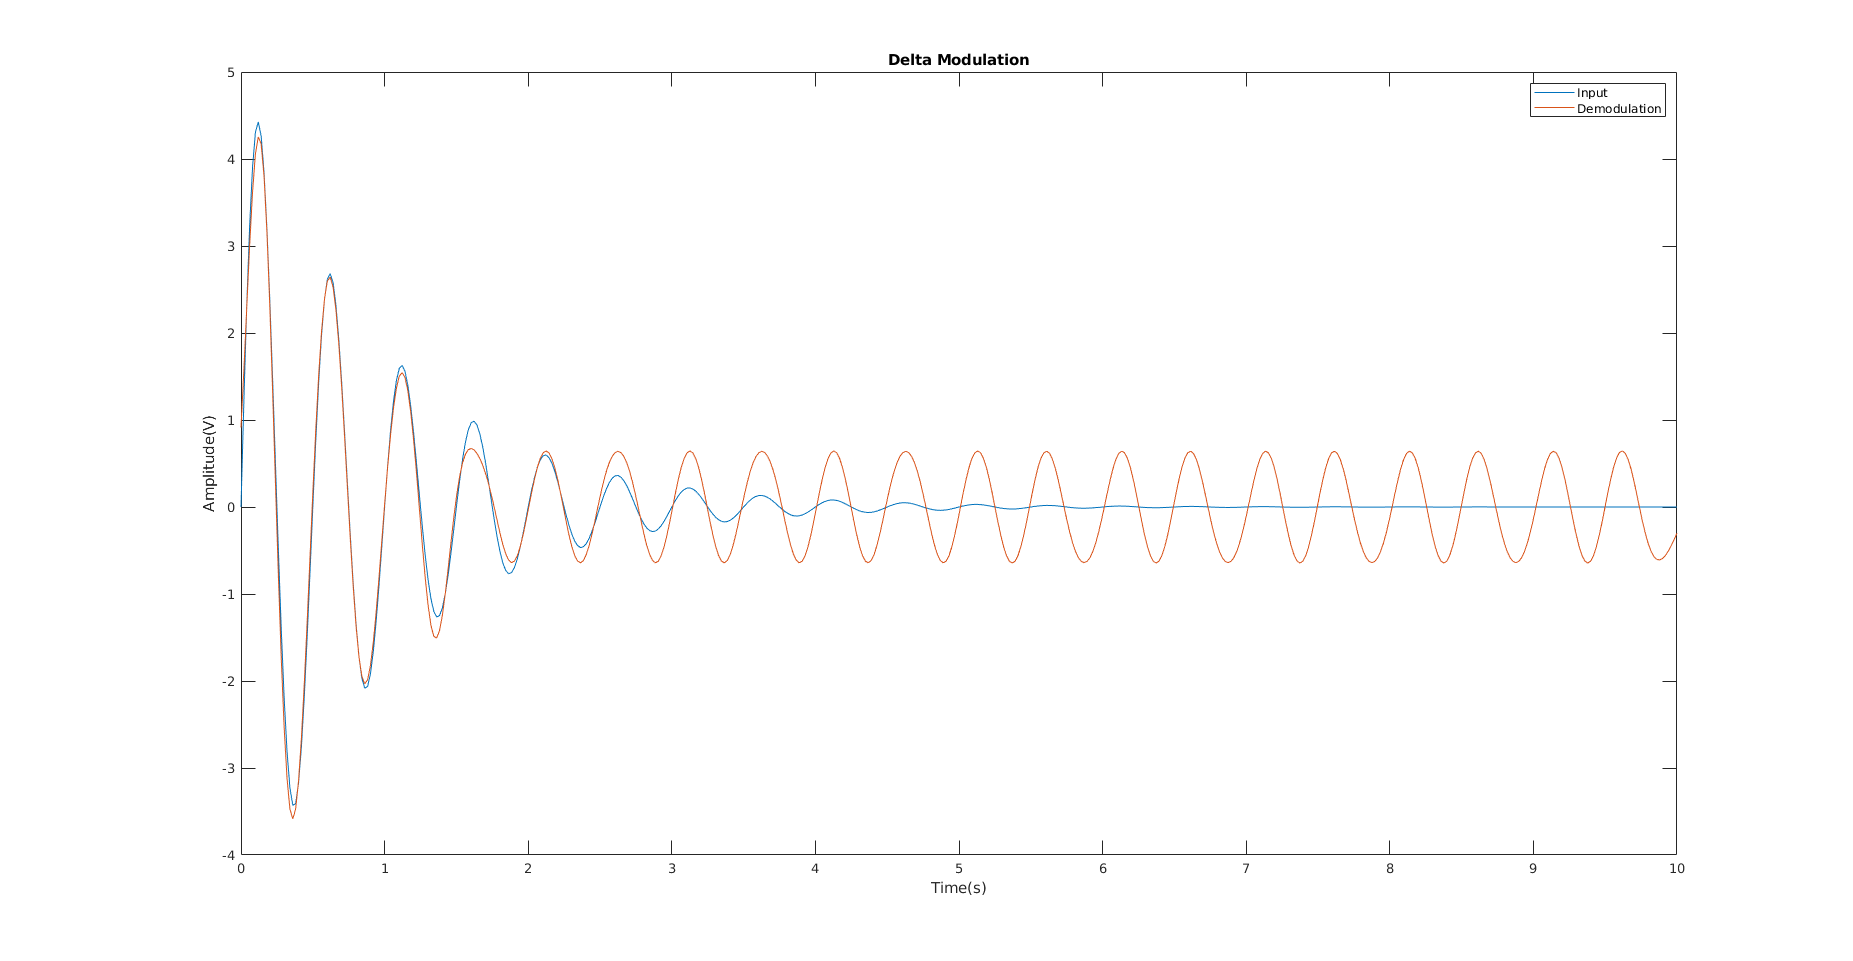 Delta Modulation
Input
Demodulation
Amplitude(V)
5
4
3
2
1
0
-1
-2
-3
-4
0 1 2 3 4 5 6 7 8 9 10
Time(s)